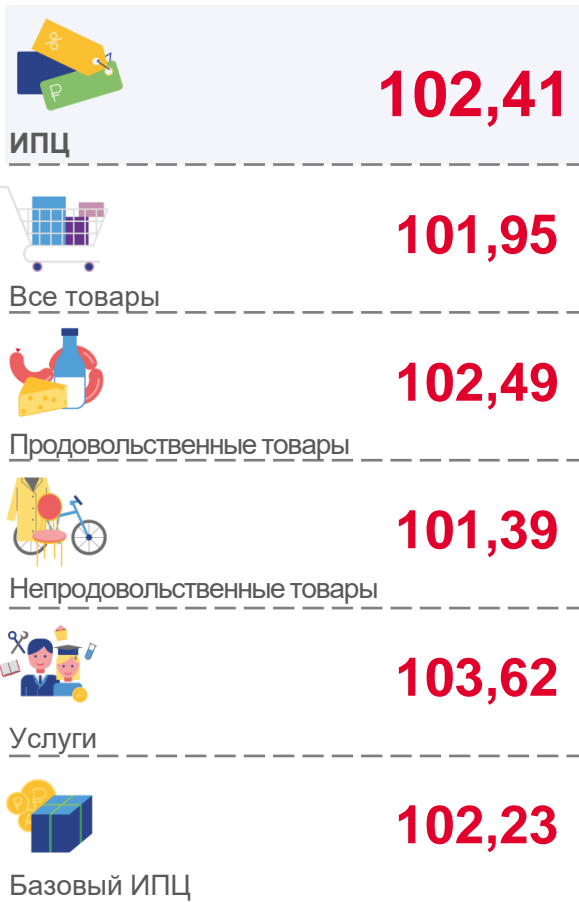 %
₽
102,41
ИПЦ
101,95
Все товары
102,49
Продовольственные товары
101,39
Непродовольственные товары
103,62
Услуги
₽
₽
102,23
Базовый ИПЦ